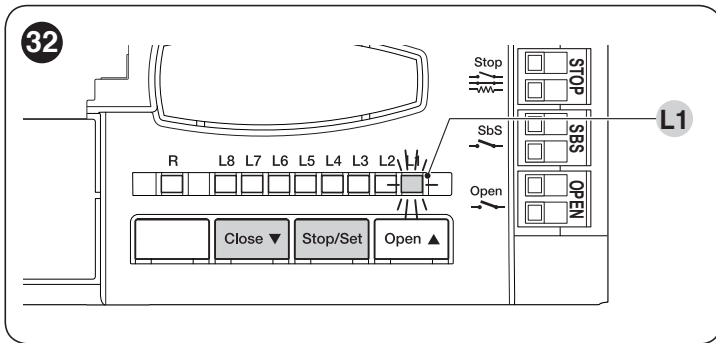 32
Stop
STOP
L1
SbS
SBS
R L8 L7 L6 L5 L4 L3 L2 L1
Open
OPEN
Close ▼ Stop/Set Open ▲